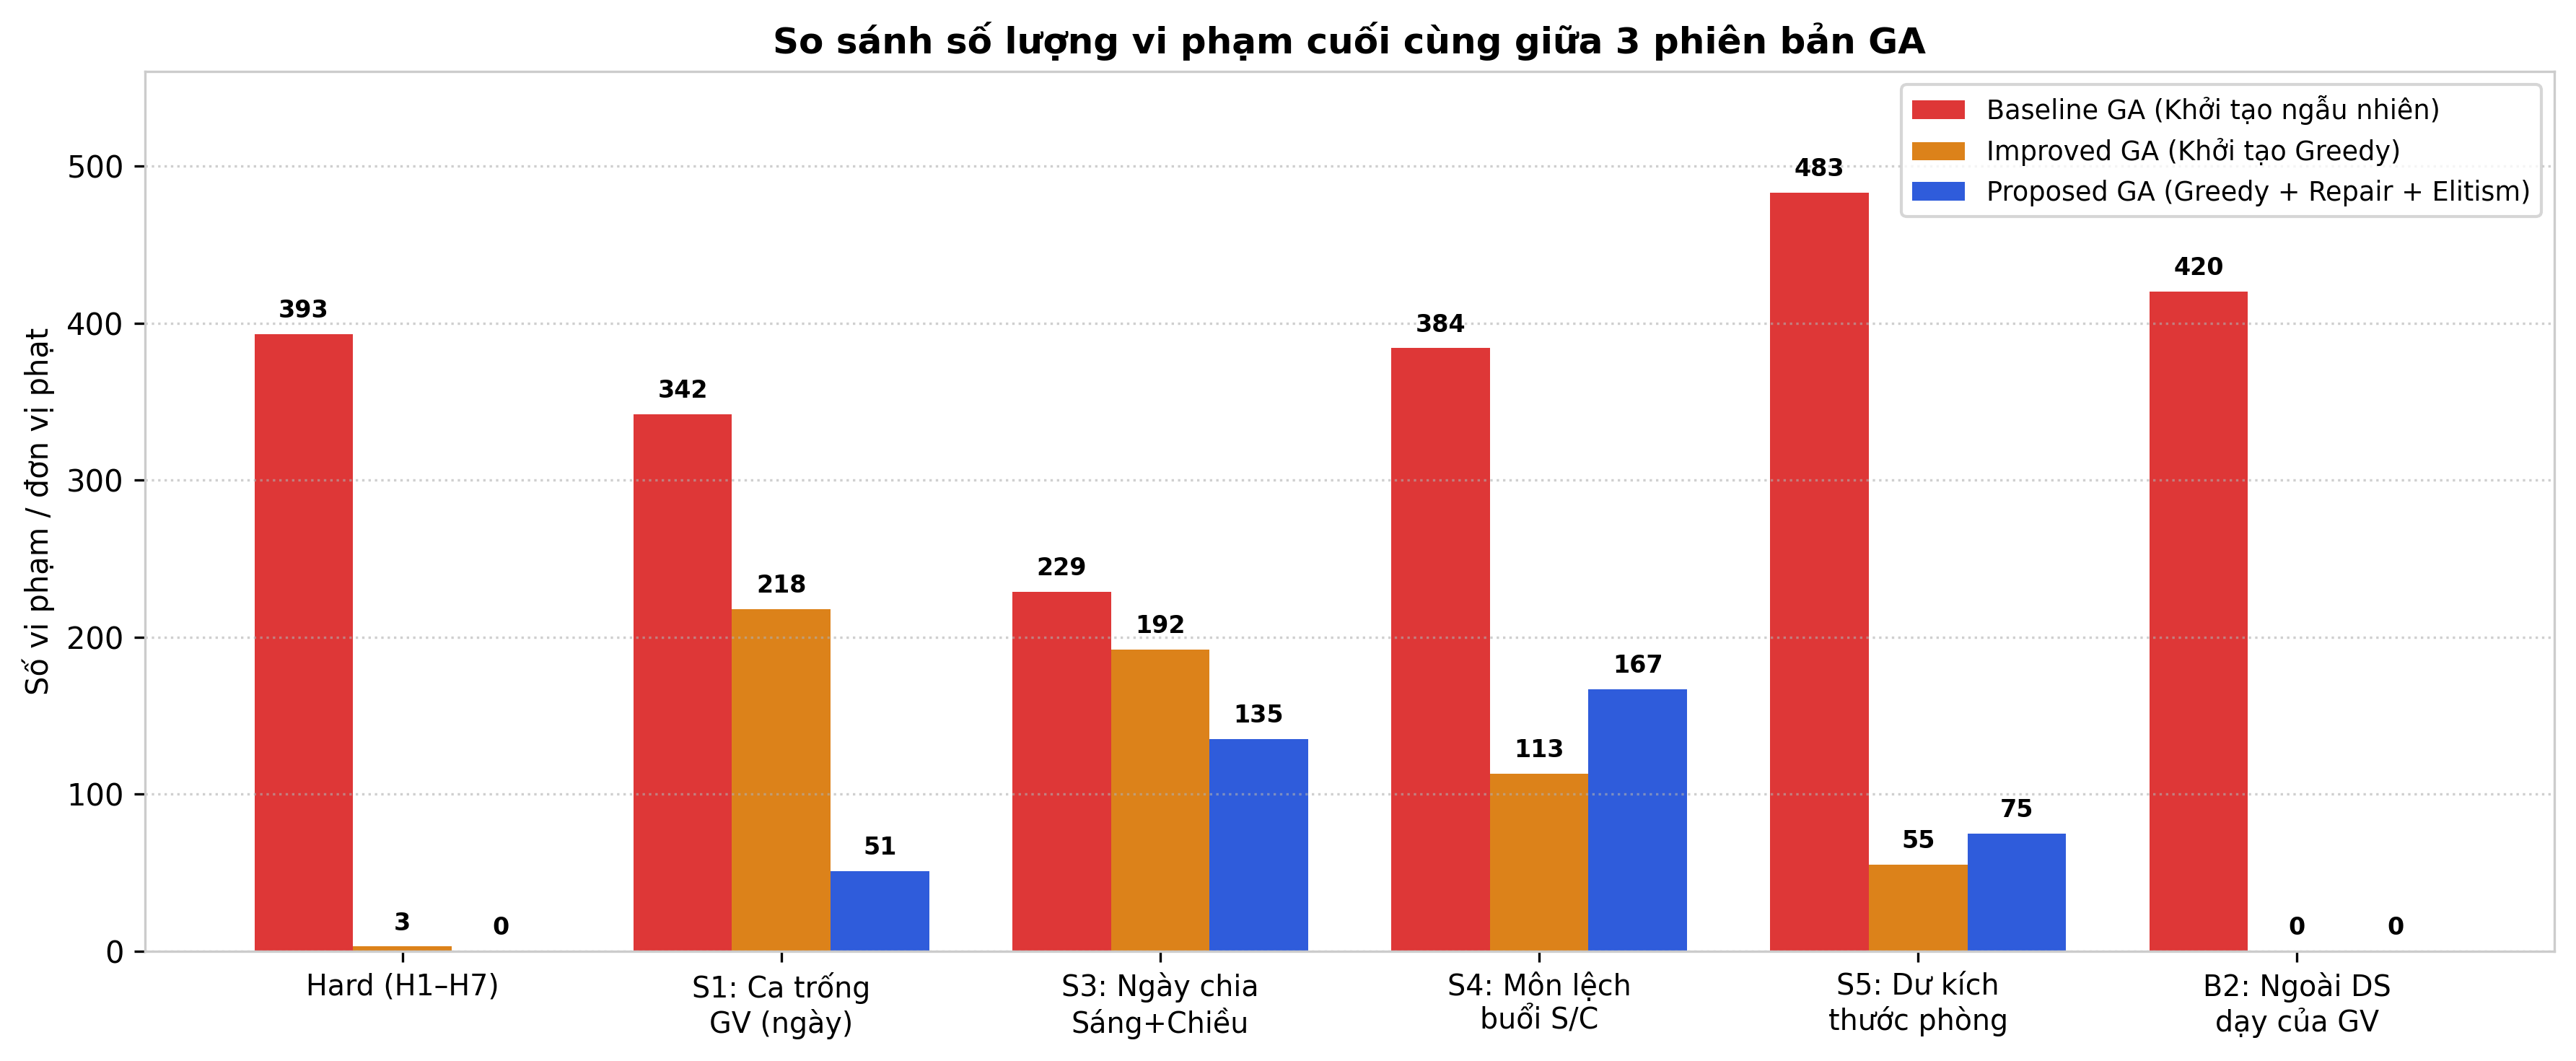 So sánh số lượng vi phạm cuối cùng giữa 3 phiên bản GA
Số vi phạm / đơn vị phạt
500
400
300
200
100
0
Baseline GA (Khởi tạo ngẫu nhiên)
Improved GA (Khởi tạo Greedy)
Proposed GA (Greedy + Repair + Elitism)
393
3
0
342
218
51
229
192
135
384
113
167
483
55
75
420
0
0
Hard (H1–H7)
S1: Ca trống
GV (ngày)
S3: Ngày chia
Sáng+Chiều
S4: Môn lệch
buổi S/C
S5: Dư kích
thước phòng
B2: Ngoài DS
dạy của GV